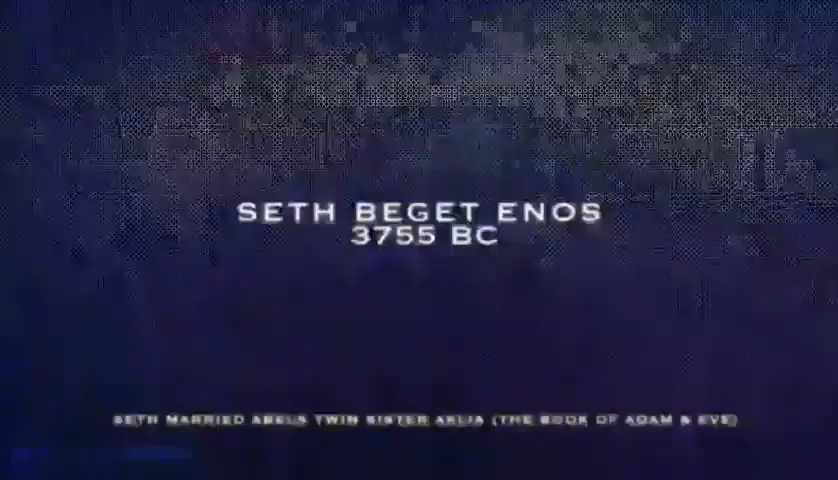 SETH BEGET ENOS
3755 BC
SETH MARRIED ABELS TWIN SISTER AKLIA (THE BOOK OF ADAM & EVE)